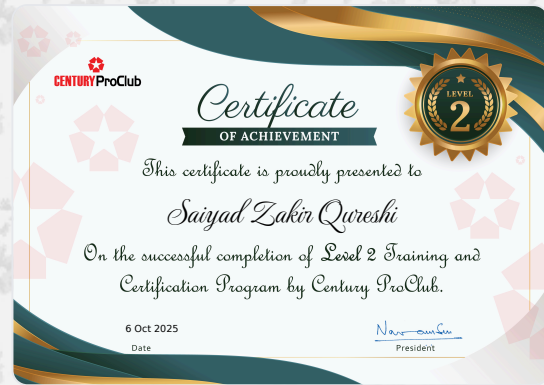 CENTURY ProClub
Certificate
OF ACHIEVEMENT
LEVEL
2
This certificate is proudly presented to
Saiyad Zakir Qureshi
On the successful completion of Level 2 Training and
Certification Program by Century ProClub.
6 Oct 2025
Date
President